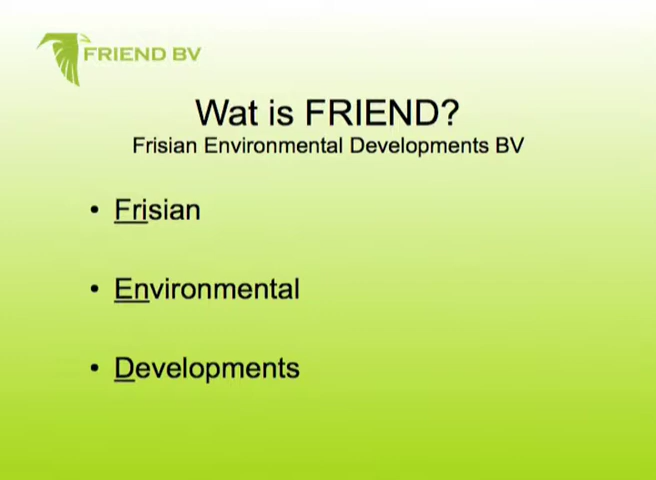 FRIEND BV
Wat is FRIEND?
Frisian Environmental Developments BV
• Frisian
• Environmental
• Developments